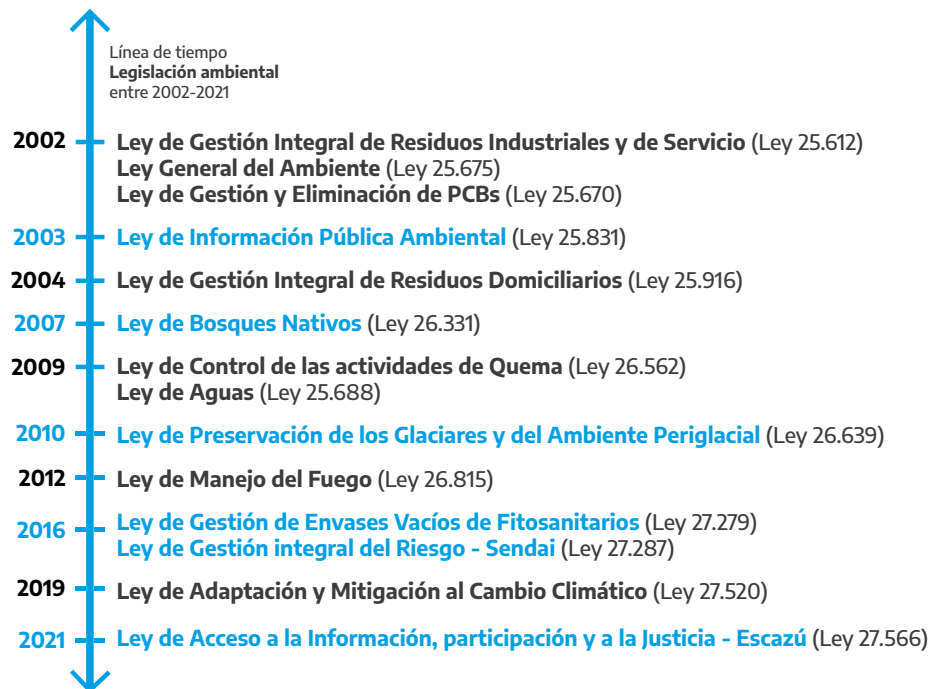 Línea de tiempo
Legislación ambiental
entre 2002-2021
2002 Ley de Gestión Integral de Residuos Industriales y de Servicio (Ley 25.612)
Ley General del Ambiente (Ley 25.675)
Ley de Gestión y Eliminación de PCBs (Ley 25.670)
2003 Ley de Información Pública Ambiental (Ley 25.831)
2004 Ley de Gestión Integral de Residuos Domiciliarios (Ley 25.916)
2007 Ley de Bosques Nativos (Ley 26.331)
2009 Ley de Control de las actividades de Quema (Ley 26.562)
Ley de Aguas (Ley 25.688)
2010 Ley de Preservación de los Glaciares y del Ambiente Periglacial (Ley 26.639)
2012 Ley de Manejo del Fuego (Ley 26.815)
2016 Ley de Gestión de Envases Vacíos de Fitosanitarios (Ley 27.279)
Ley de Gestión integral del Riesgo - Sendai (Ley 27.287)
2019 Ley de Adaptación y Mitigación al Cambio Climático (Ley 27.520)
2021 Ley de Acceso a la Información, participación y a la Justicia - Escazú (Ley 27.566)